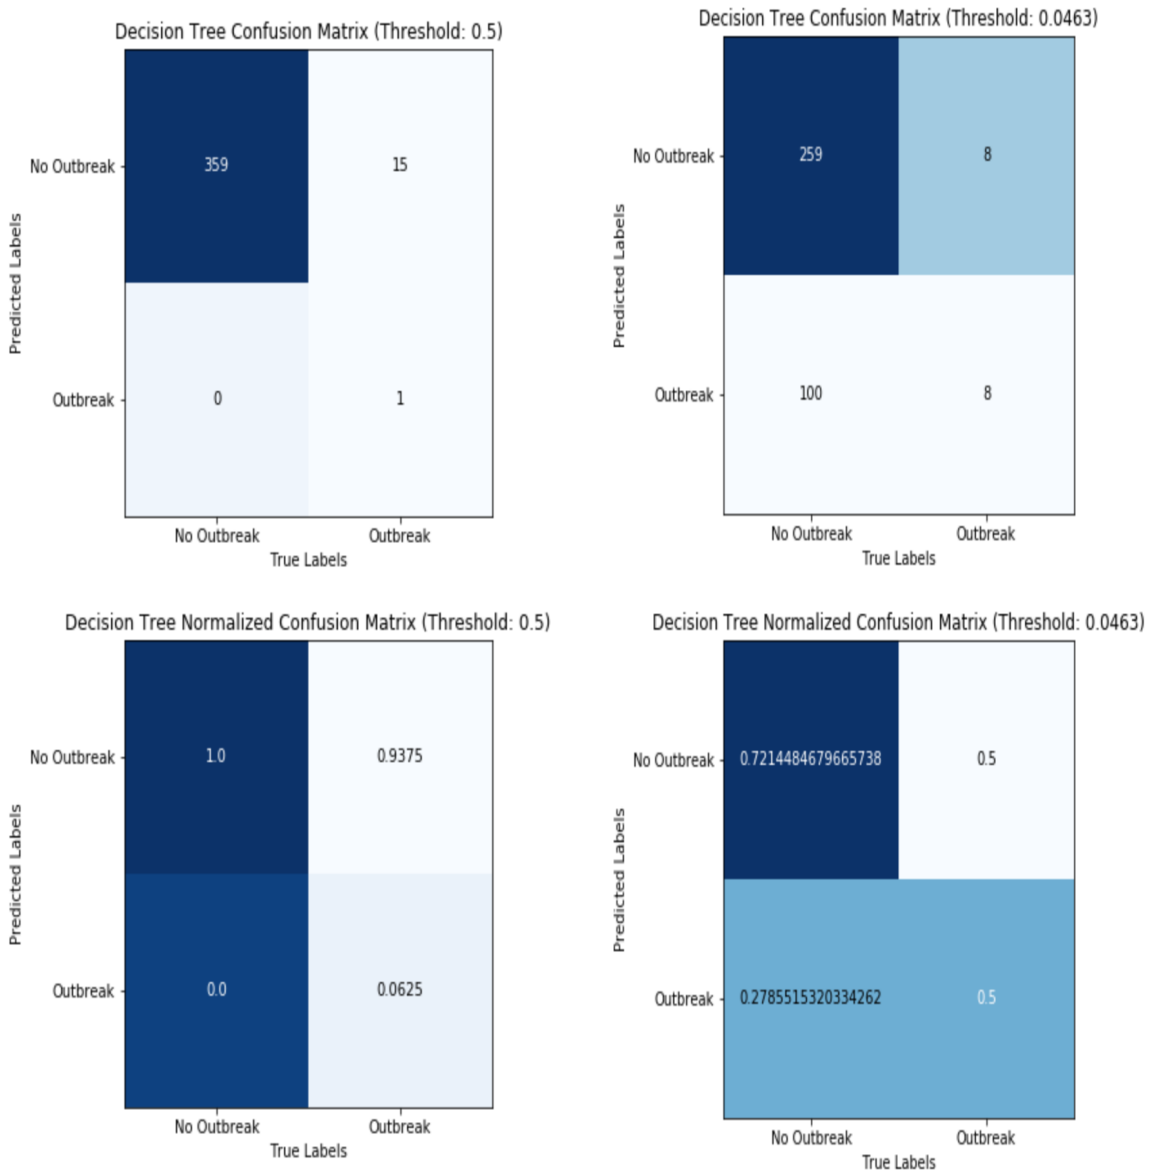 Decision Tree Confusion Matrix (Threshold: 0.5)
No Outbreak
359
15
Predicted Labels
Outbreak
0
1
No Outbreak
Outbreak
True Labels
Decision Tree Confusion Matrix (Threshold: 0.0463)
No Outbreak
259
8
Predicted Labels
Outbreak
100
8
No Outbreak
Outbreak
True Labels
Decision Tree Normalized Confusion Matrix (Threshold: 0.5)
No Outbreak
1.0
0.9375
Predicted Labels
Outbreak
0.0
0.0625
No Outbreak
Outbreak
True Labels
Decision Tree Normalized Confusion Matrix (Threshold: 0.0463)
No Outbreak
0.7214484679665738
0.5
Predicted Labels
Outbreak
0.2785515320334262
0.5
No Outbreak
Outbreak
True Labels